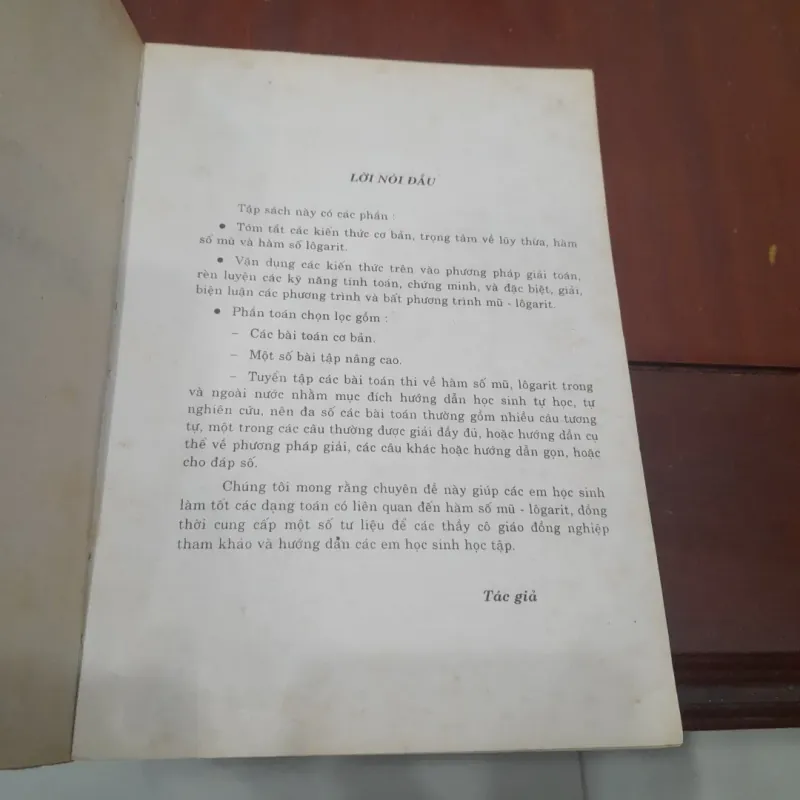 LỜI NÓI ĐẦU
Tập sách này có các phần :
• Tóm tắt các kiến thức cơ bản, trọng tâm về lũy thừa, hàm
số mũ và hàm số lôgarit.
• Vận dụng các kiến thức trên vào phương pháp giải toán,
rèn luyện các kỹ năng tính toán, chứng minh, và đặc biệt, giải,
biện luận các phương trình và bất phương trình mũ - lôgarit.
• Phần toán chọn lọc gồm :
– Các bài toán cơ bản.
– Một số bài tập nâng cao.
– Tuyển tập các bài toán thi về hàm số mũ, lôgarit trong
và ngoài nước nhằm mục đích hướng dẫn học sinh tự học, tự
nghiên cứu, nên đa số các bài toán thường gồm nhiều câu tương
tự, một trong các câu thường được giải đầy đủ, hoặc hướng dẫn cụ
thể về phương pháp giải, các câu khác hoặc hướng dẫn gọn, hoặc
cho đáp số.
Chúng tôi mong rằng chuyên đề này giúp các em học sinh
làm tốt các dạng toán có liên quan đến hàm số mũ - lôgarit, đồng
thời cung cấp một số tư liệu để các thầy cô giáo đồng nghiệp
tham khảo và hướng dẫn các em học sinh học tập.
Tác giả